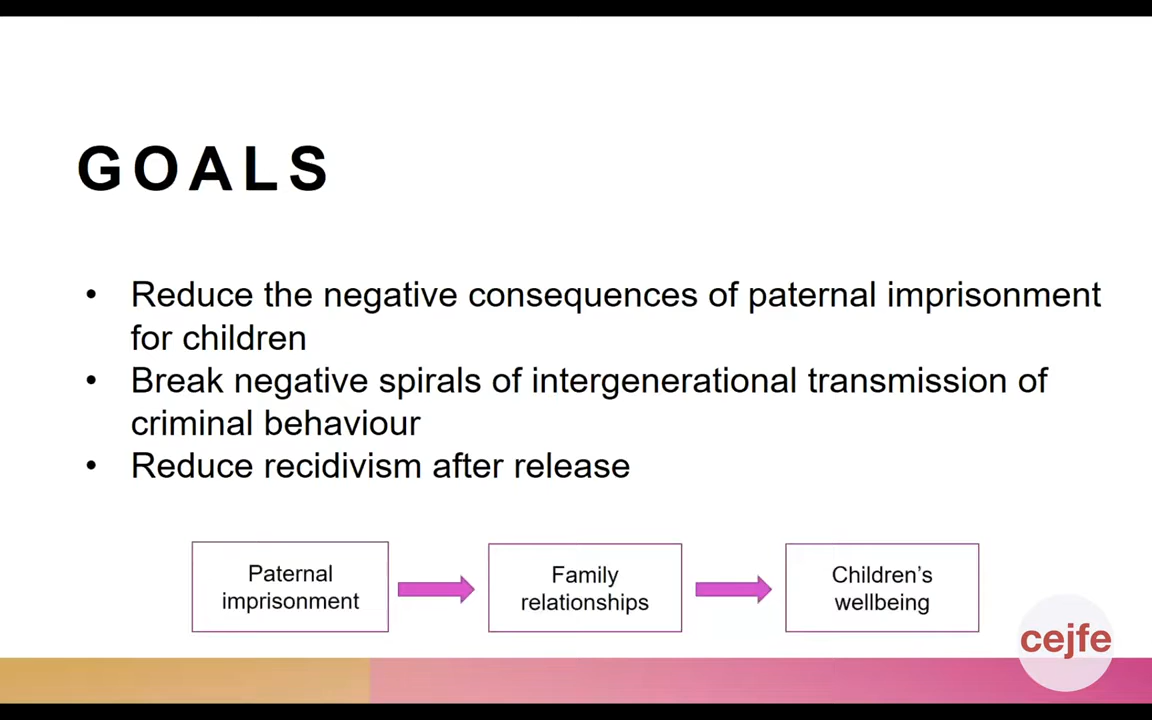 GOALS
• Reduce the negative consequences of paternal imprisonment
for children
• Break negative spirals of intergenerational transmission of
criminal behaviour
• Reduce recidivism after release
Paternal
imprisonment
Family
relationships
Children’s
wellbeing
cejfe